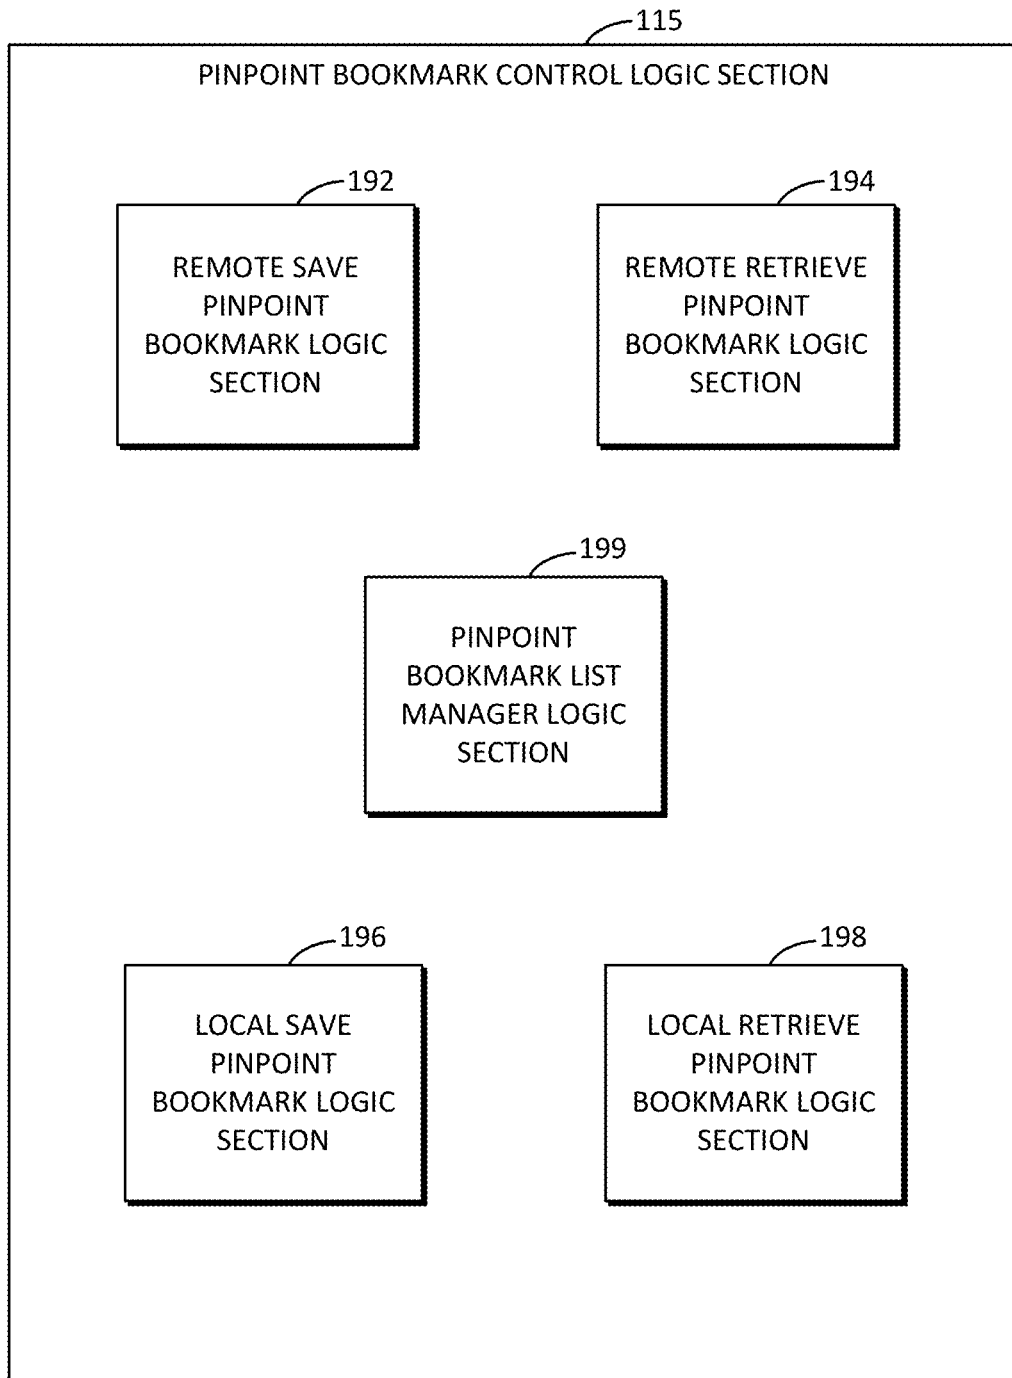 115
PINPOINT BOOKMARK CONTROL LOGIC SECTION
192
REMOTE SAVE
PINPOINT
BOOKMARK LOGIC
SECTION
194
REMOTE RETRIEVE
PINPOINT
BOOKMARK LOGIC
SECTION
199
PINPOINT
BOOKMARK LIST
MANAGER LOGIC
SECTION
196
LOCAL SAVE
PINPOINT
BOOKMARK LOGIC
SECTION
198
LOCAL RETRIEVE
PINPOINT
BOOKMARK LOGIC
SECTION